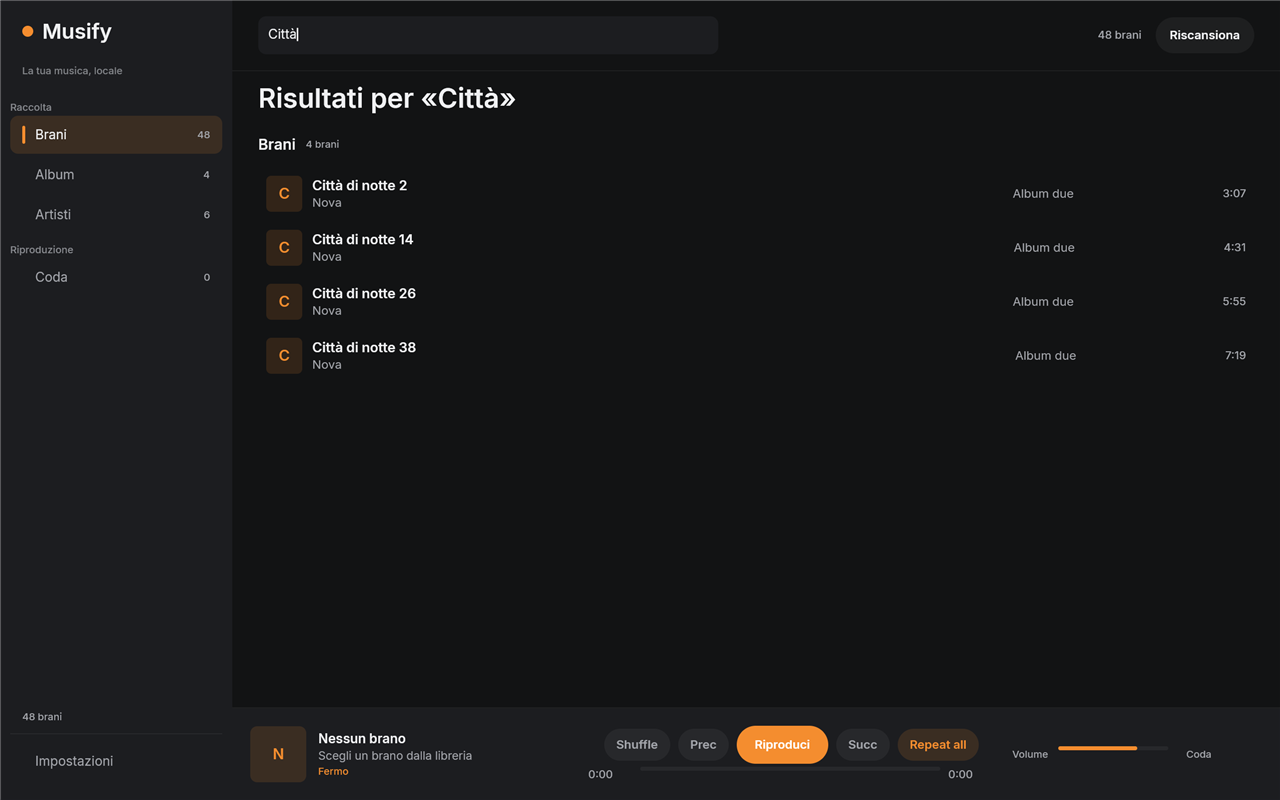 Musify
La tua musica, locale
Raccolta
Brani 48
Album 4
Artisti 6
Riproduzione
Coda 0
48 brani
Impostazioni
Città
48 brani
Riscansiona
Risultati per «Città»
Brani 4 brani
C
Città di notte 2
Nova
Album due
3:07
C
Città di notte 14
Nova
Album due
4:31
C
Città di notte 26
Nova
Album due
5:55
C
Città di notte 38
Nova
Album due
7:19
N
Nessun brano
Scegli un brano dalla libreria
Fermo
Shuffle Prec Riproduci Succ Repeat all
0:00 0:00
Volume
Coda